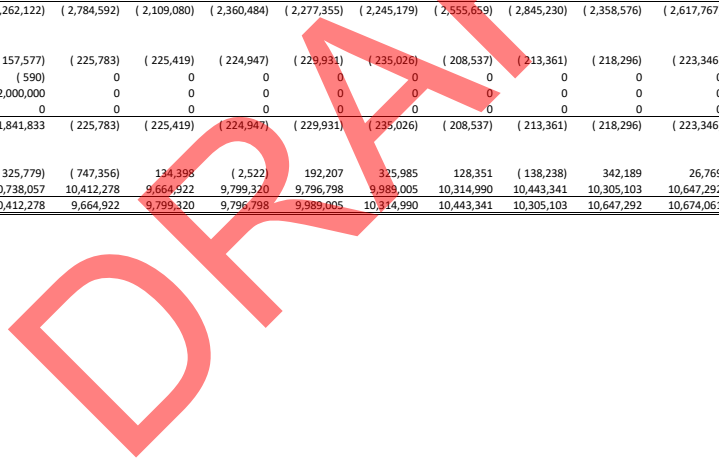 ,262,122) ( 2,784,592) ( 2,109,080) ( 2,360,484) ( 2,277,355) ( 2,245,179) ( 2,555,659) ( 2,845,230) ( 2,358,576) ( 2,617,767
157,577) ( 225,783) ( 225,419) ( 224,947) ( 229,931) ( 235,026) ( 208,537) ( 213,361) ( 218,296) ( 223,346
( 590) 0 0 0 0 0 0 0 0 0
2,000,000 0 0 0 0 0 0 0 0 0
0 0 0 0 0 0 0 0 0 0
1,841,833 ( 225,783) ( 225,419) ( 224,947) ( 229,931) ( 235,026) ( 208,537) ( 213,361) ( 218,296) ( 223,346
325,779) ( 747,356) 134,398 ( 2,522) 192,207 325,985 128,351 ( 138,238) 342,189 26,769
0,738,057 10,412,278 9,664,922 9,799,320 9,796,798 9,989,005 10,314,990 10,443,341 10,305,103 10,647,292
0,412,278 9,664,922 9,799,320 9,796,798 9,989,005 10,314,990 10,443,341 10,305,103 10,647,292 10,674,061
DRA